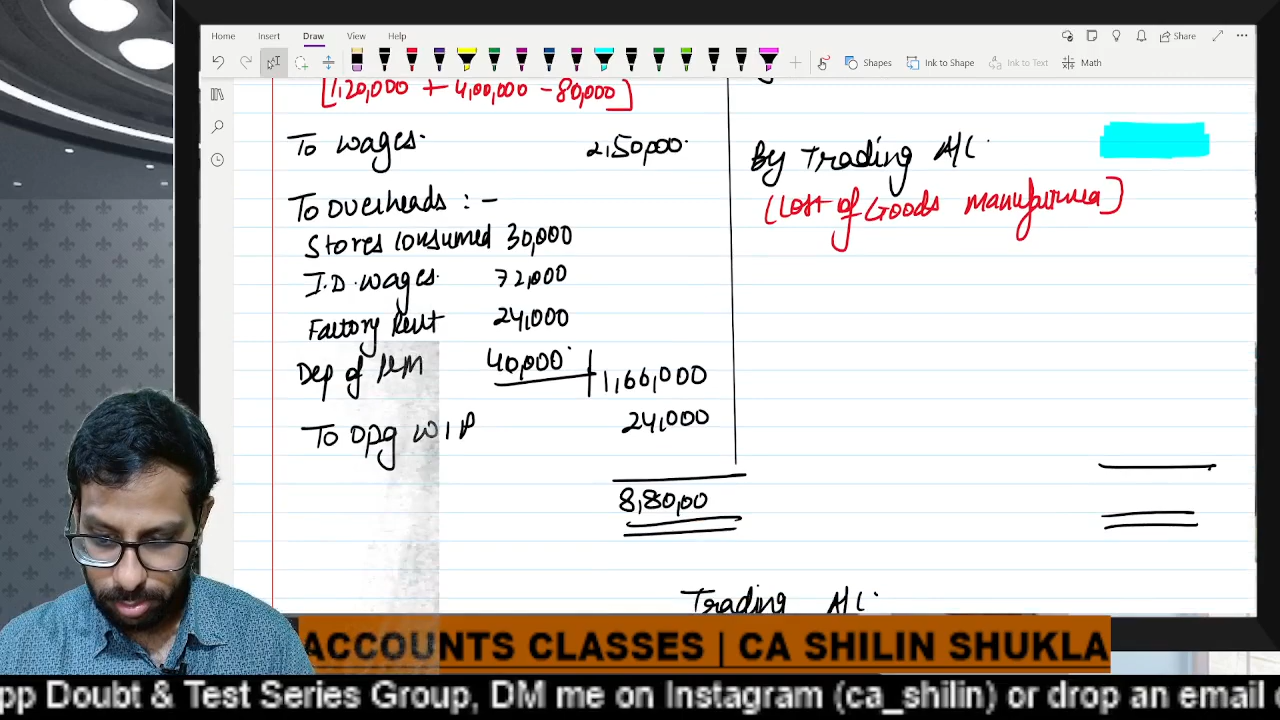 Home Insert Draw View Help Share
Shapes Ink to Shape Ink to Text Math
[1,20,000 + 4,00,000 - 80,000]
To wages. 2,50,000.
By Trading A/C.
(Cost of Goods manufactured)
To Overheads : -
Stores Consumed 30,000
I.D. wages. 72,000
Factory Rent 24,000
Dep of P&M 40,000 1,66,000
To Opg WIP 24,000
8,80,00
Trading A/C.
ACCOUNTS CLASSES | CA SHILIN SHUKLA
pp Doubt & Test Series Group, DM me on Instagram (ca_shilin) or drop an email